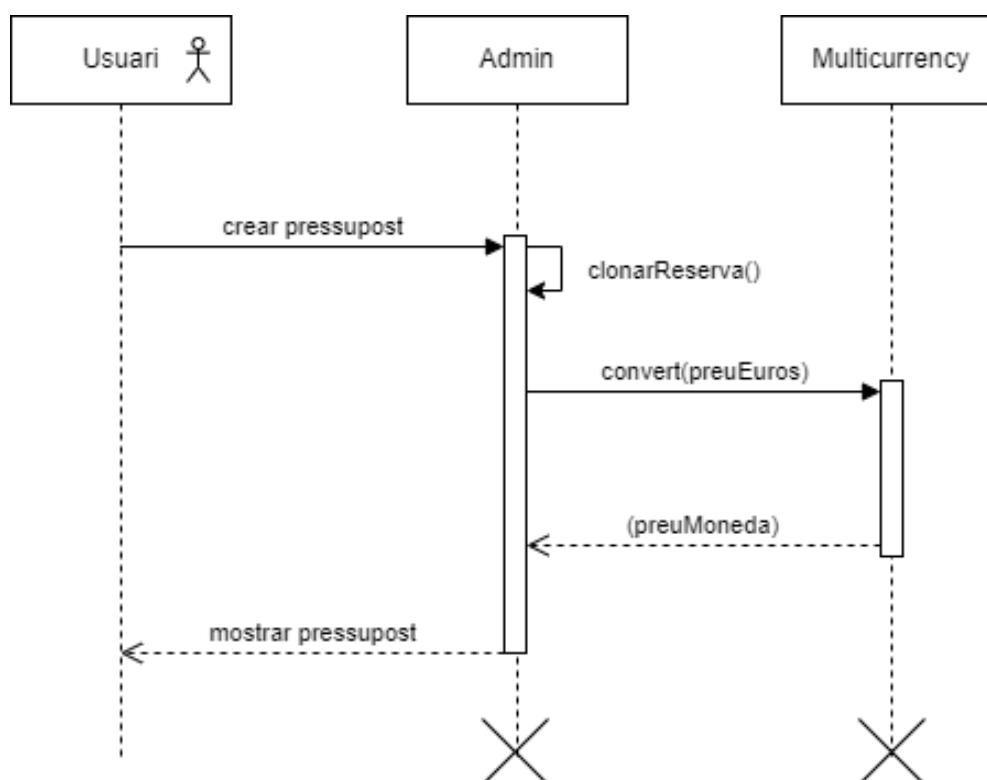 Usuari
Admin
Multicurrency
crear pressupost
clonarReserva()
convert(preuEuros)
(preuMoneda)
mostrar pressupost